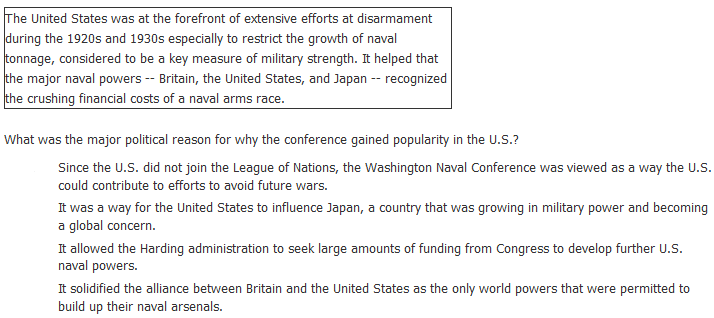 The United States was at the forefront of extensive efforts at disarmament
during the 1920s and 1930s especially to restrict the growth of naval
tonnage, considered to be a key measure of military strength. It helped that
the major naval powers -- Britain, the United States, and Japan -- recognized
the crushing financial costs of a naval arms race.
What was the major political reason for why the conference gained popularity in the U.S.?
Since the U.S. did not join the League of Nations, the Washington Naval Conference was viewed as a way the U.S.
could contribute to efforts to avoid future wars.
It was a way for the United States to influence Japan, a country that was growing in military power and becoming
a global concern.
It allowed the Harding administration to seek large amounts of funding from Congress to develop further U.S.
naval powers.
It solidified the alliance between Britain and the United States as the only world powers that were permitted to
build up their naval arsenals.